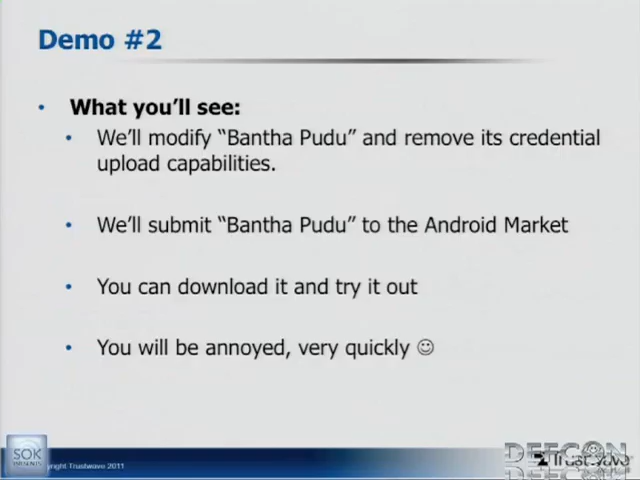 Demo #2
• What you'll see:
• We'll modify “Bantha Pudu” and remove its credential
upload capabilities.
• We'll submit “Bantha Pudu” to the Android Market
• You can download it and try it out
• You will be annoyed, very quickly ☺
SOK
PRESENTS
yright Trustwave 2011
DEFCON
Trustwave®